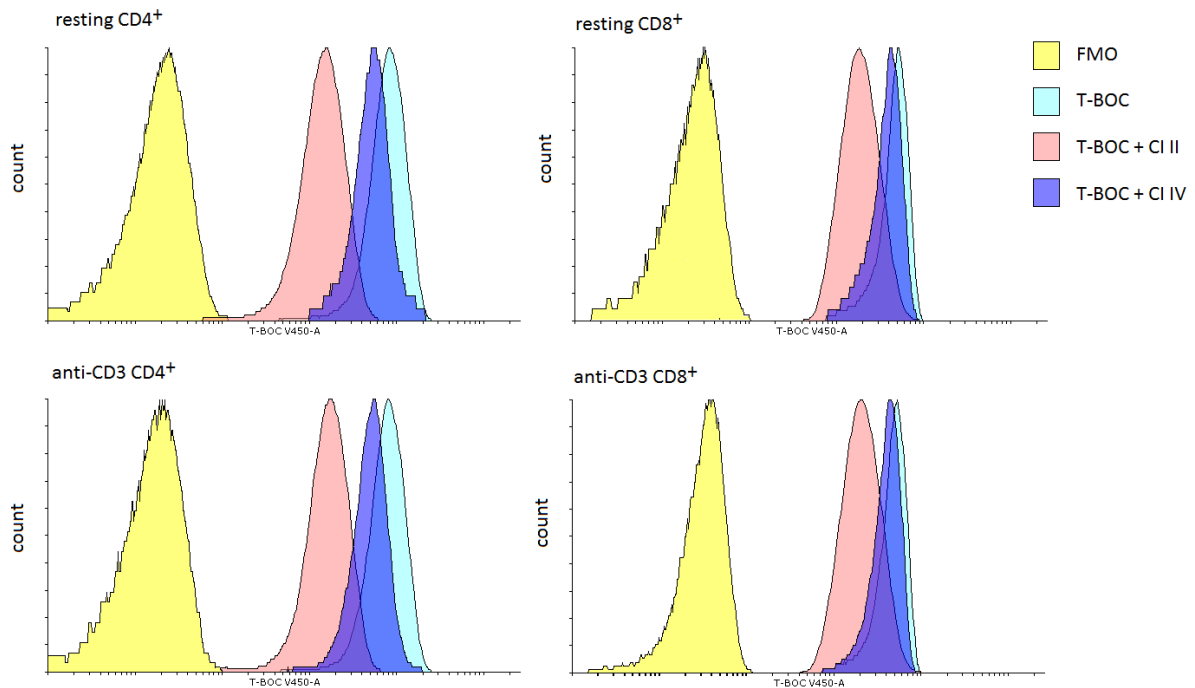 resting CD4⁺
count
T-BOC V450-A
resting CD8⁺
count
T-BOC V450-A
FMO
T-BOC
T-BOC + CI II
T-BOC + CI IV
anti-CD3 CD4⁺
count
T-BOC V450-A
anti-CD3 CD8⁺
count
T-BOC V450-A